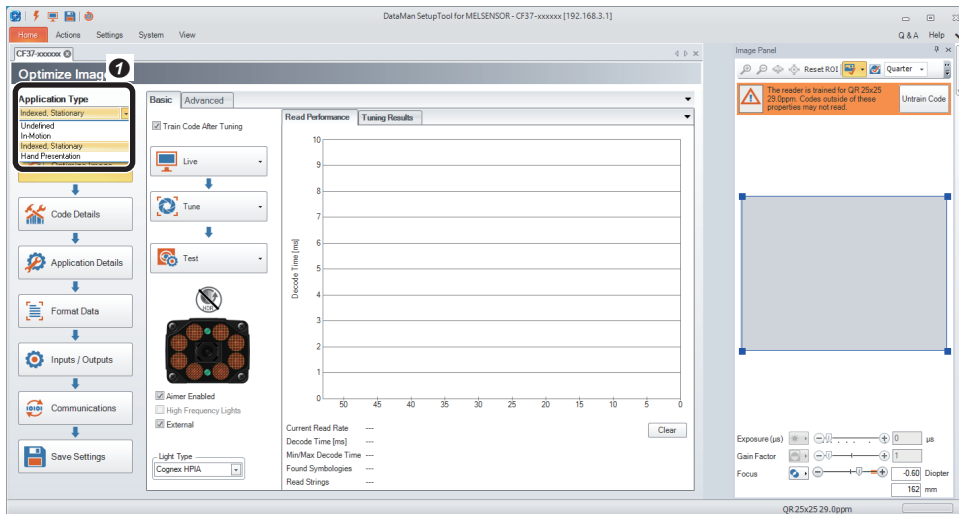 DataMan SetupTool for MELSENSOR - CF37-xxxxxx [192.168.3.1]
Home Actions Settings System View
Q & A Help
CF37-xxxxxx
Image Panel
Optimize Imag
1
Reset ROI Quarter
Application Type
Indexed, Stationary
Undefined
In-Motion
Indexed, Stationary
Hand Presentation
The reader is trained for QR 25x25
29.0ppm. Codes outside of these
properties may not read.
Untrain Code
Basic Advanced
Train Code After Tuning
Live
Tune
Test
HDR
Aimer Enabled
High Frequency Lights
External
Light Type
Cognex HPIA
Code Details
Application Details
Format Data
Inputs / Outputs
Communications
Save Settings
Read Performance Tuning Results
Decode Time [ms]
10
9
8
7
6
5
4
3
2
1
0
50 45 40 35 30 25 20 15 10 5 0
Current Read Rate ---
Clear
Decode Time [ms] ---
Min/Max Decode Time ---
Found Symbologies ---
Read Strings ---
Exposure (µs) 0 µs
Gain Factor 1
Focus -0.60 Diopter
162 mm
QR 25x25 29.0ppm